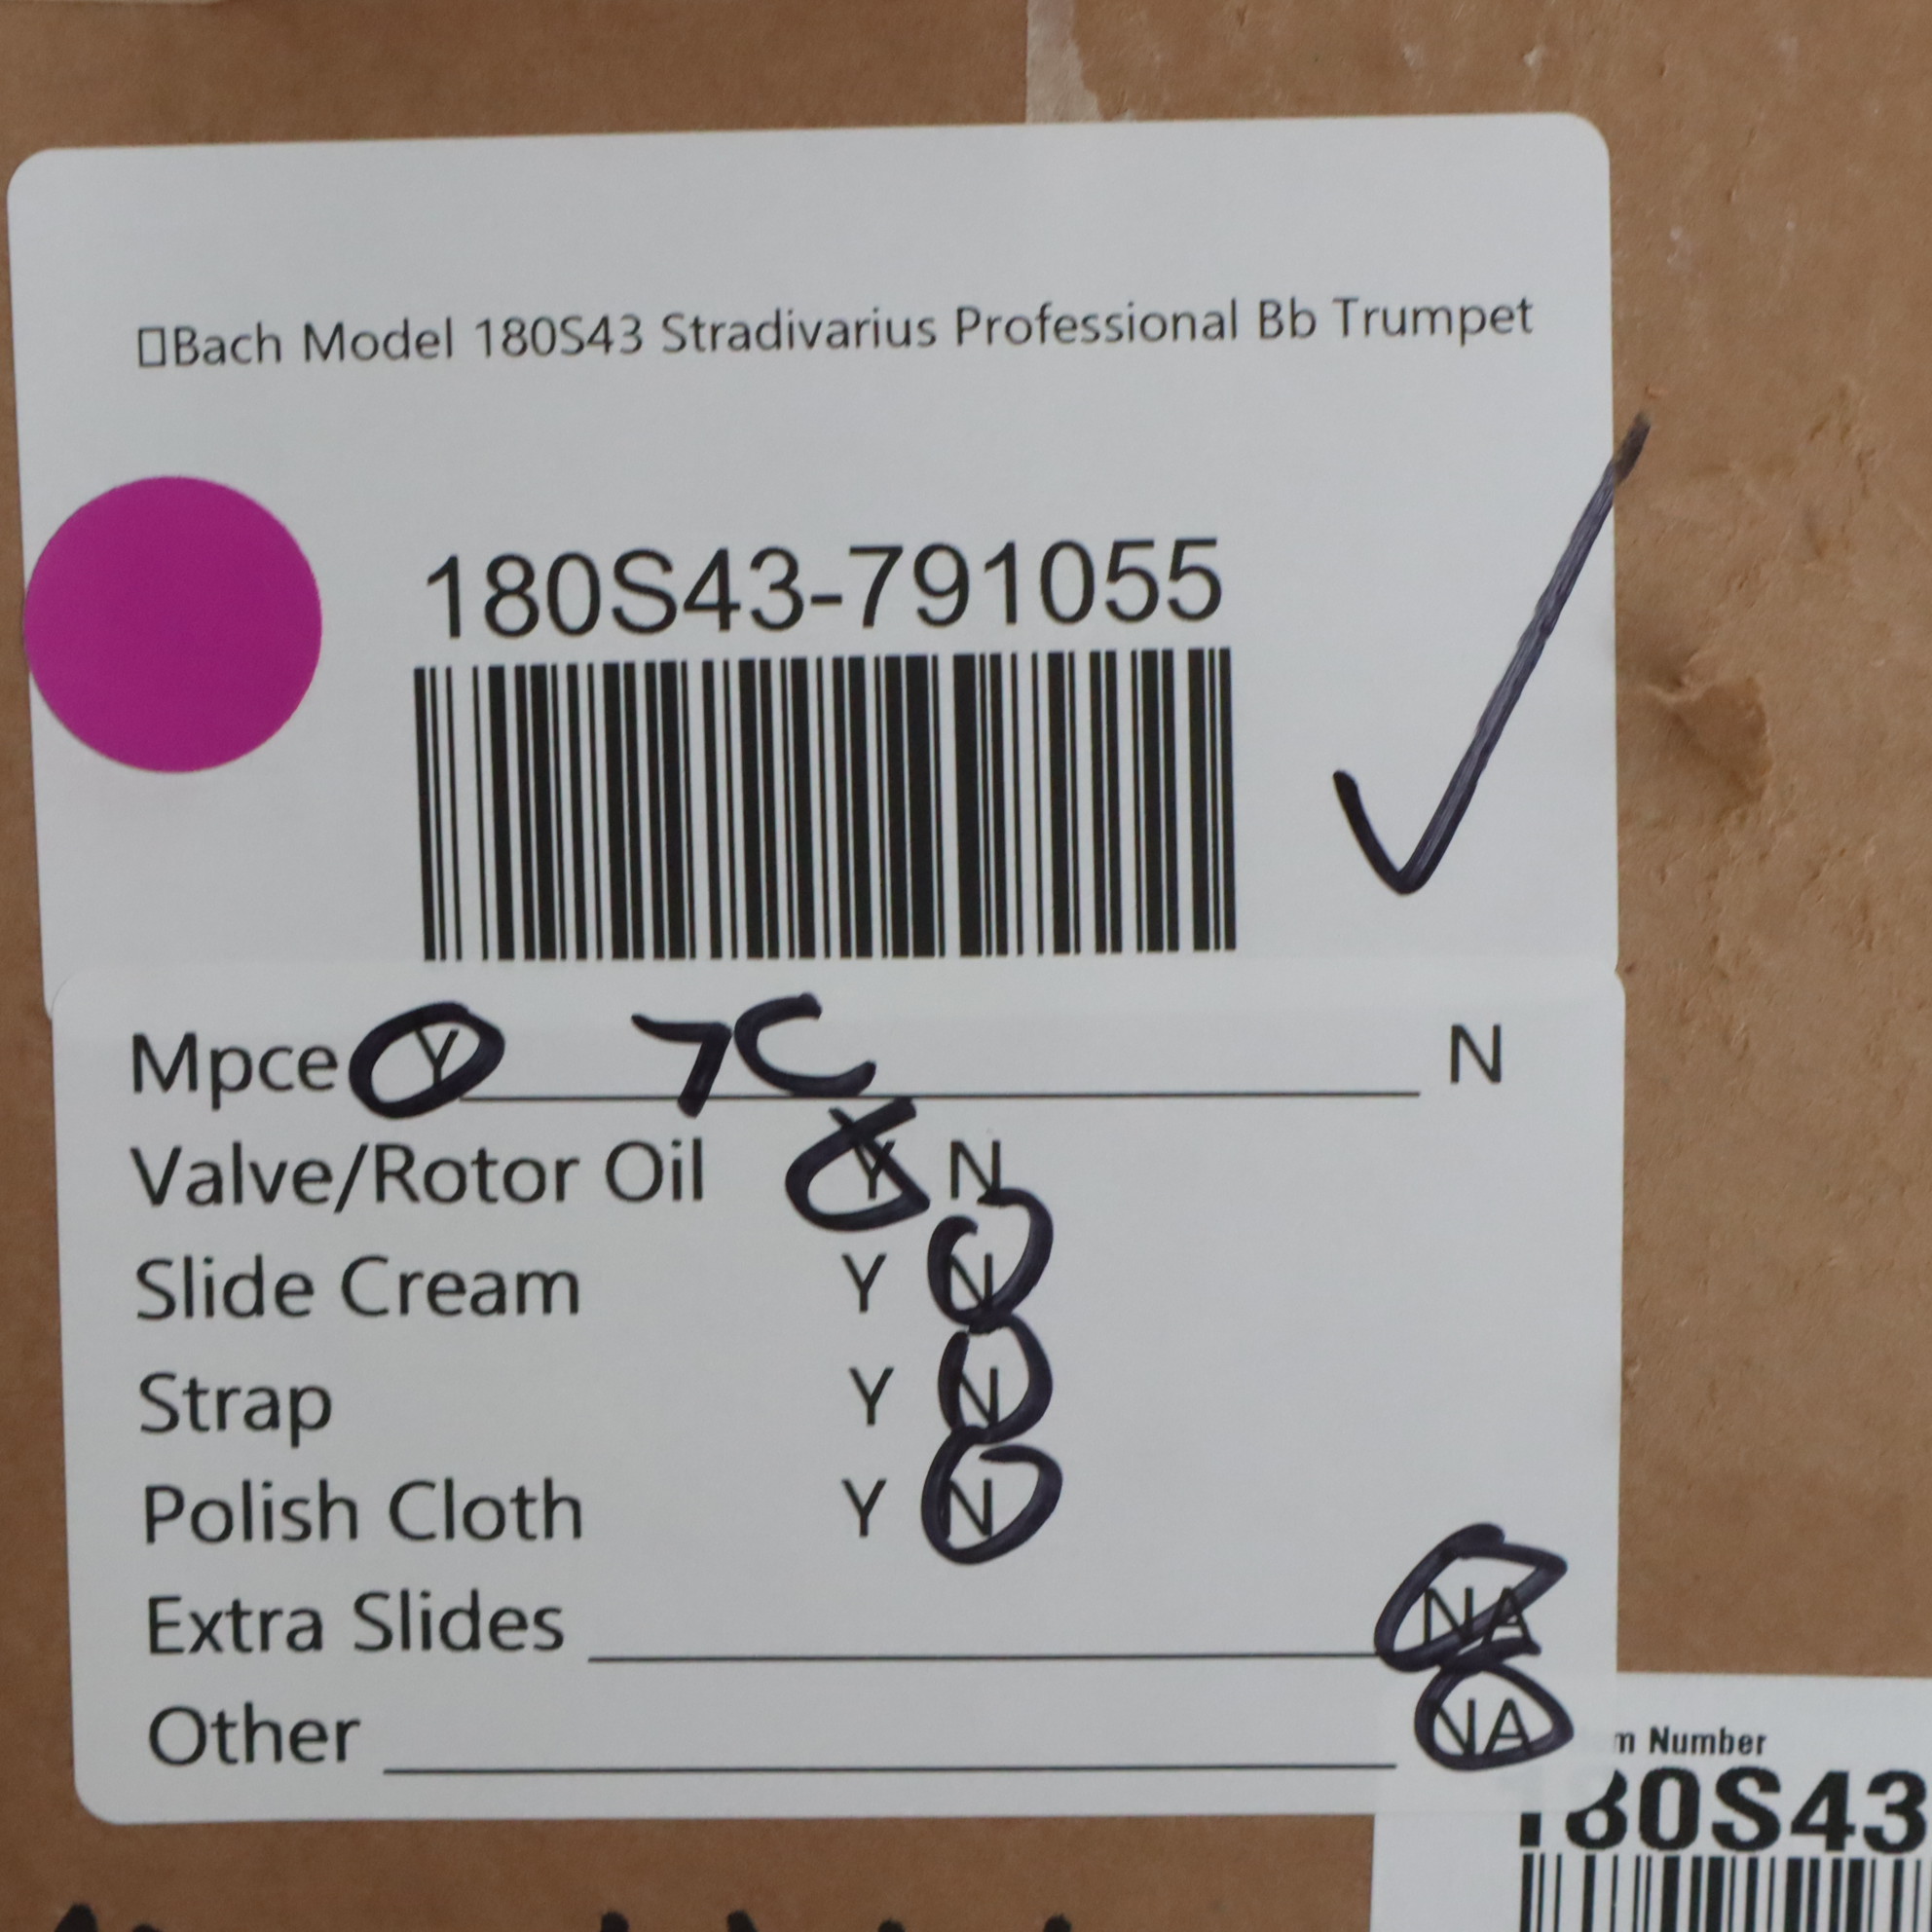 Bach Model 180S43 Stradivarius Professional Bb Trumpet
180S43-791055
Mpce Y 7C N
Valve/Rotor Oil Y N
Slide Cream Y N
Strap Y N
Polish Cloth Y N
Extra Slides NA
Other NA
m Number
180S43